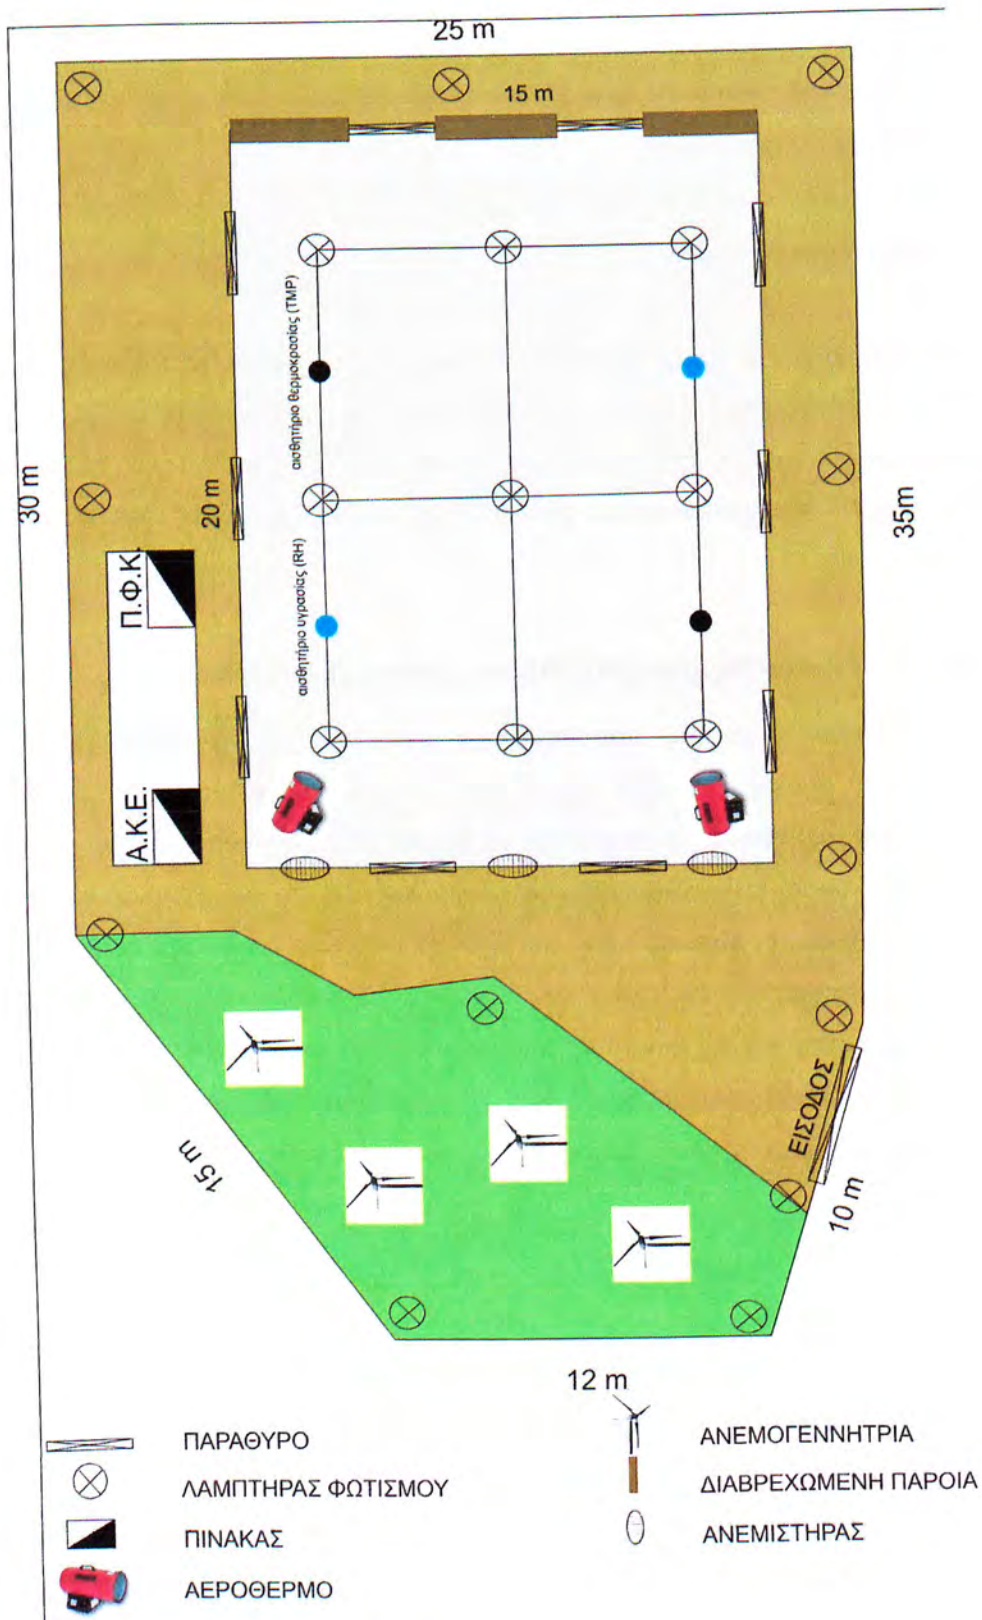 25 m
15 m
αισθητήριο θερμοκρασίας (TMP)
30 m
20 m
35m
Π.Φ.Κ.
αισθητήριο υγρασίας (RH)
Α.Κ.Ε.
ΕΙΣΟΔΟΣ
15 m
10 m
12 m
ΠΑΡΑΘΥΡΟ
ΛΑΜΠΤΗΡΑΣ ΦΩΤΙΣΜΟΥ
ΠΙΝΑΚΑΣ
ΑΕΡΟΘΕΡΜΟ
ΑΝΕΜΟΓΕΝΝΗΤΡΙΑ
ΔΙΑΒΡΕΧΩΜΕΝΗ ΠΑΡΟΙΑ
ΑΝΕΜΙΣΤΗΡΑΣ